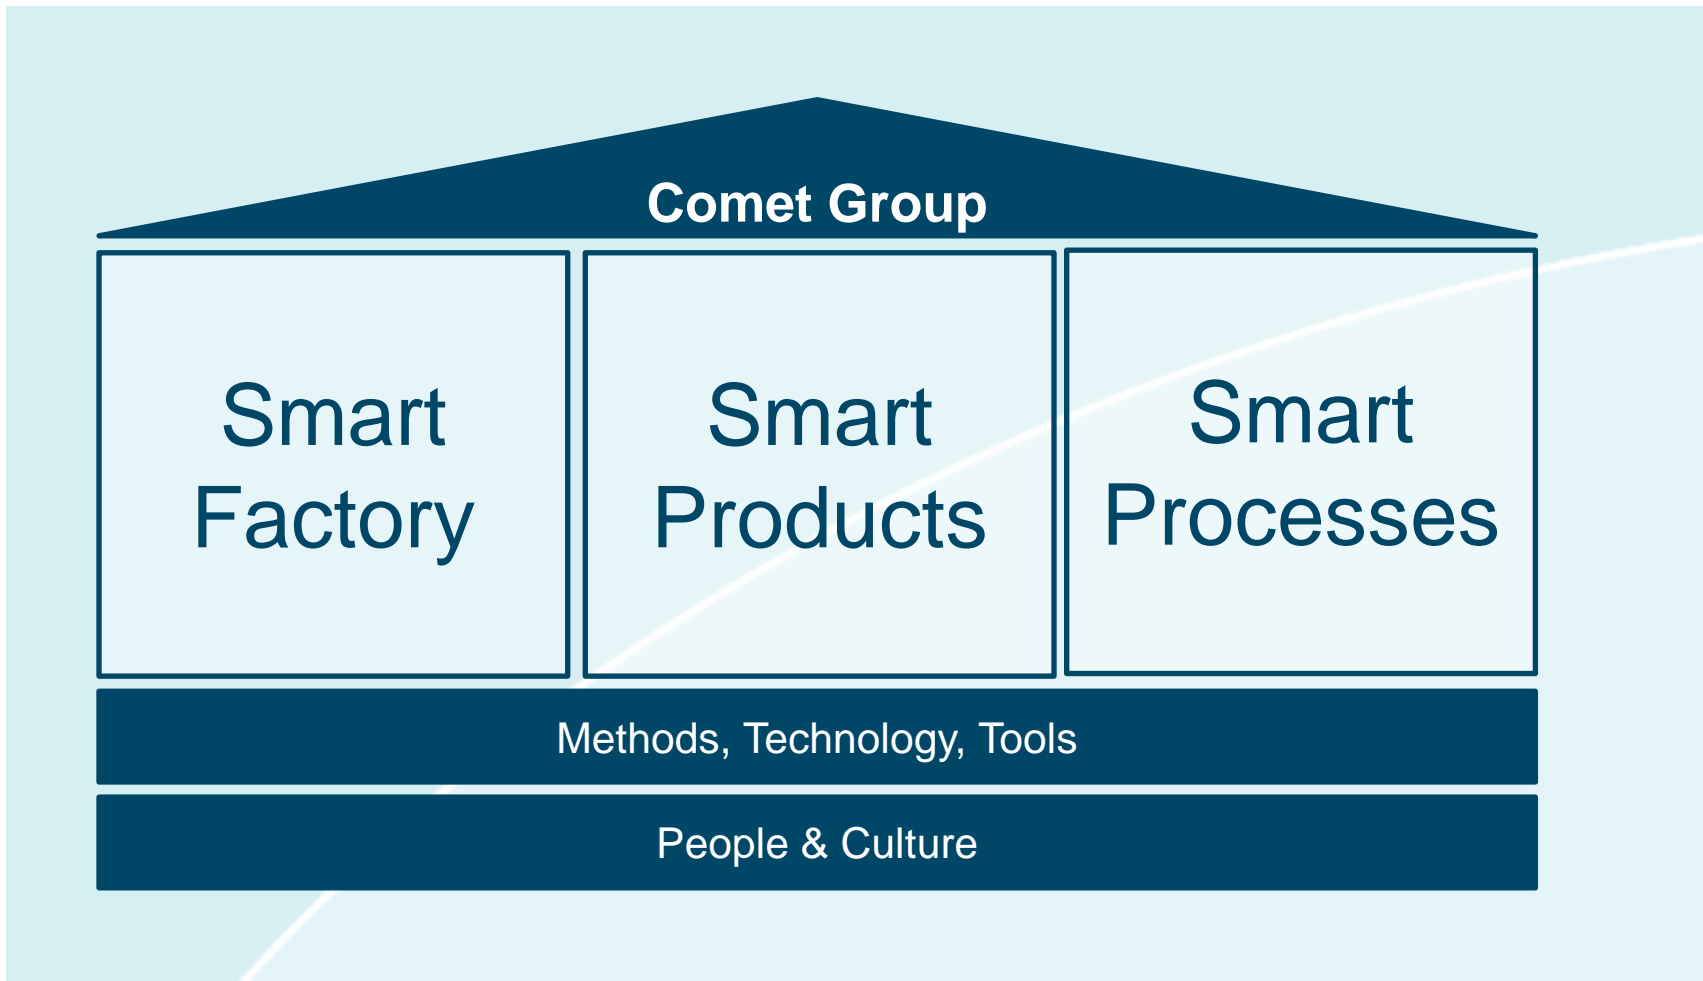 Comet Group
Smart
Factory
Smart
Products
Smart
Processes
Methods, Technology, Tools
People & Culture